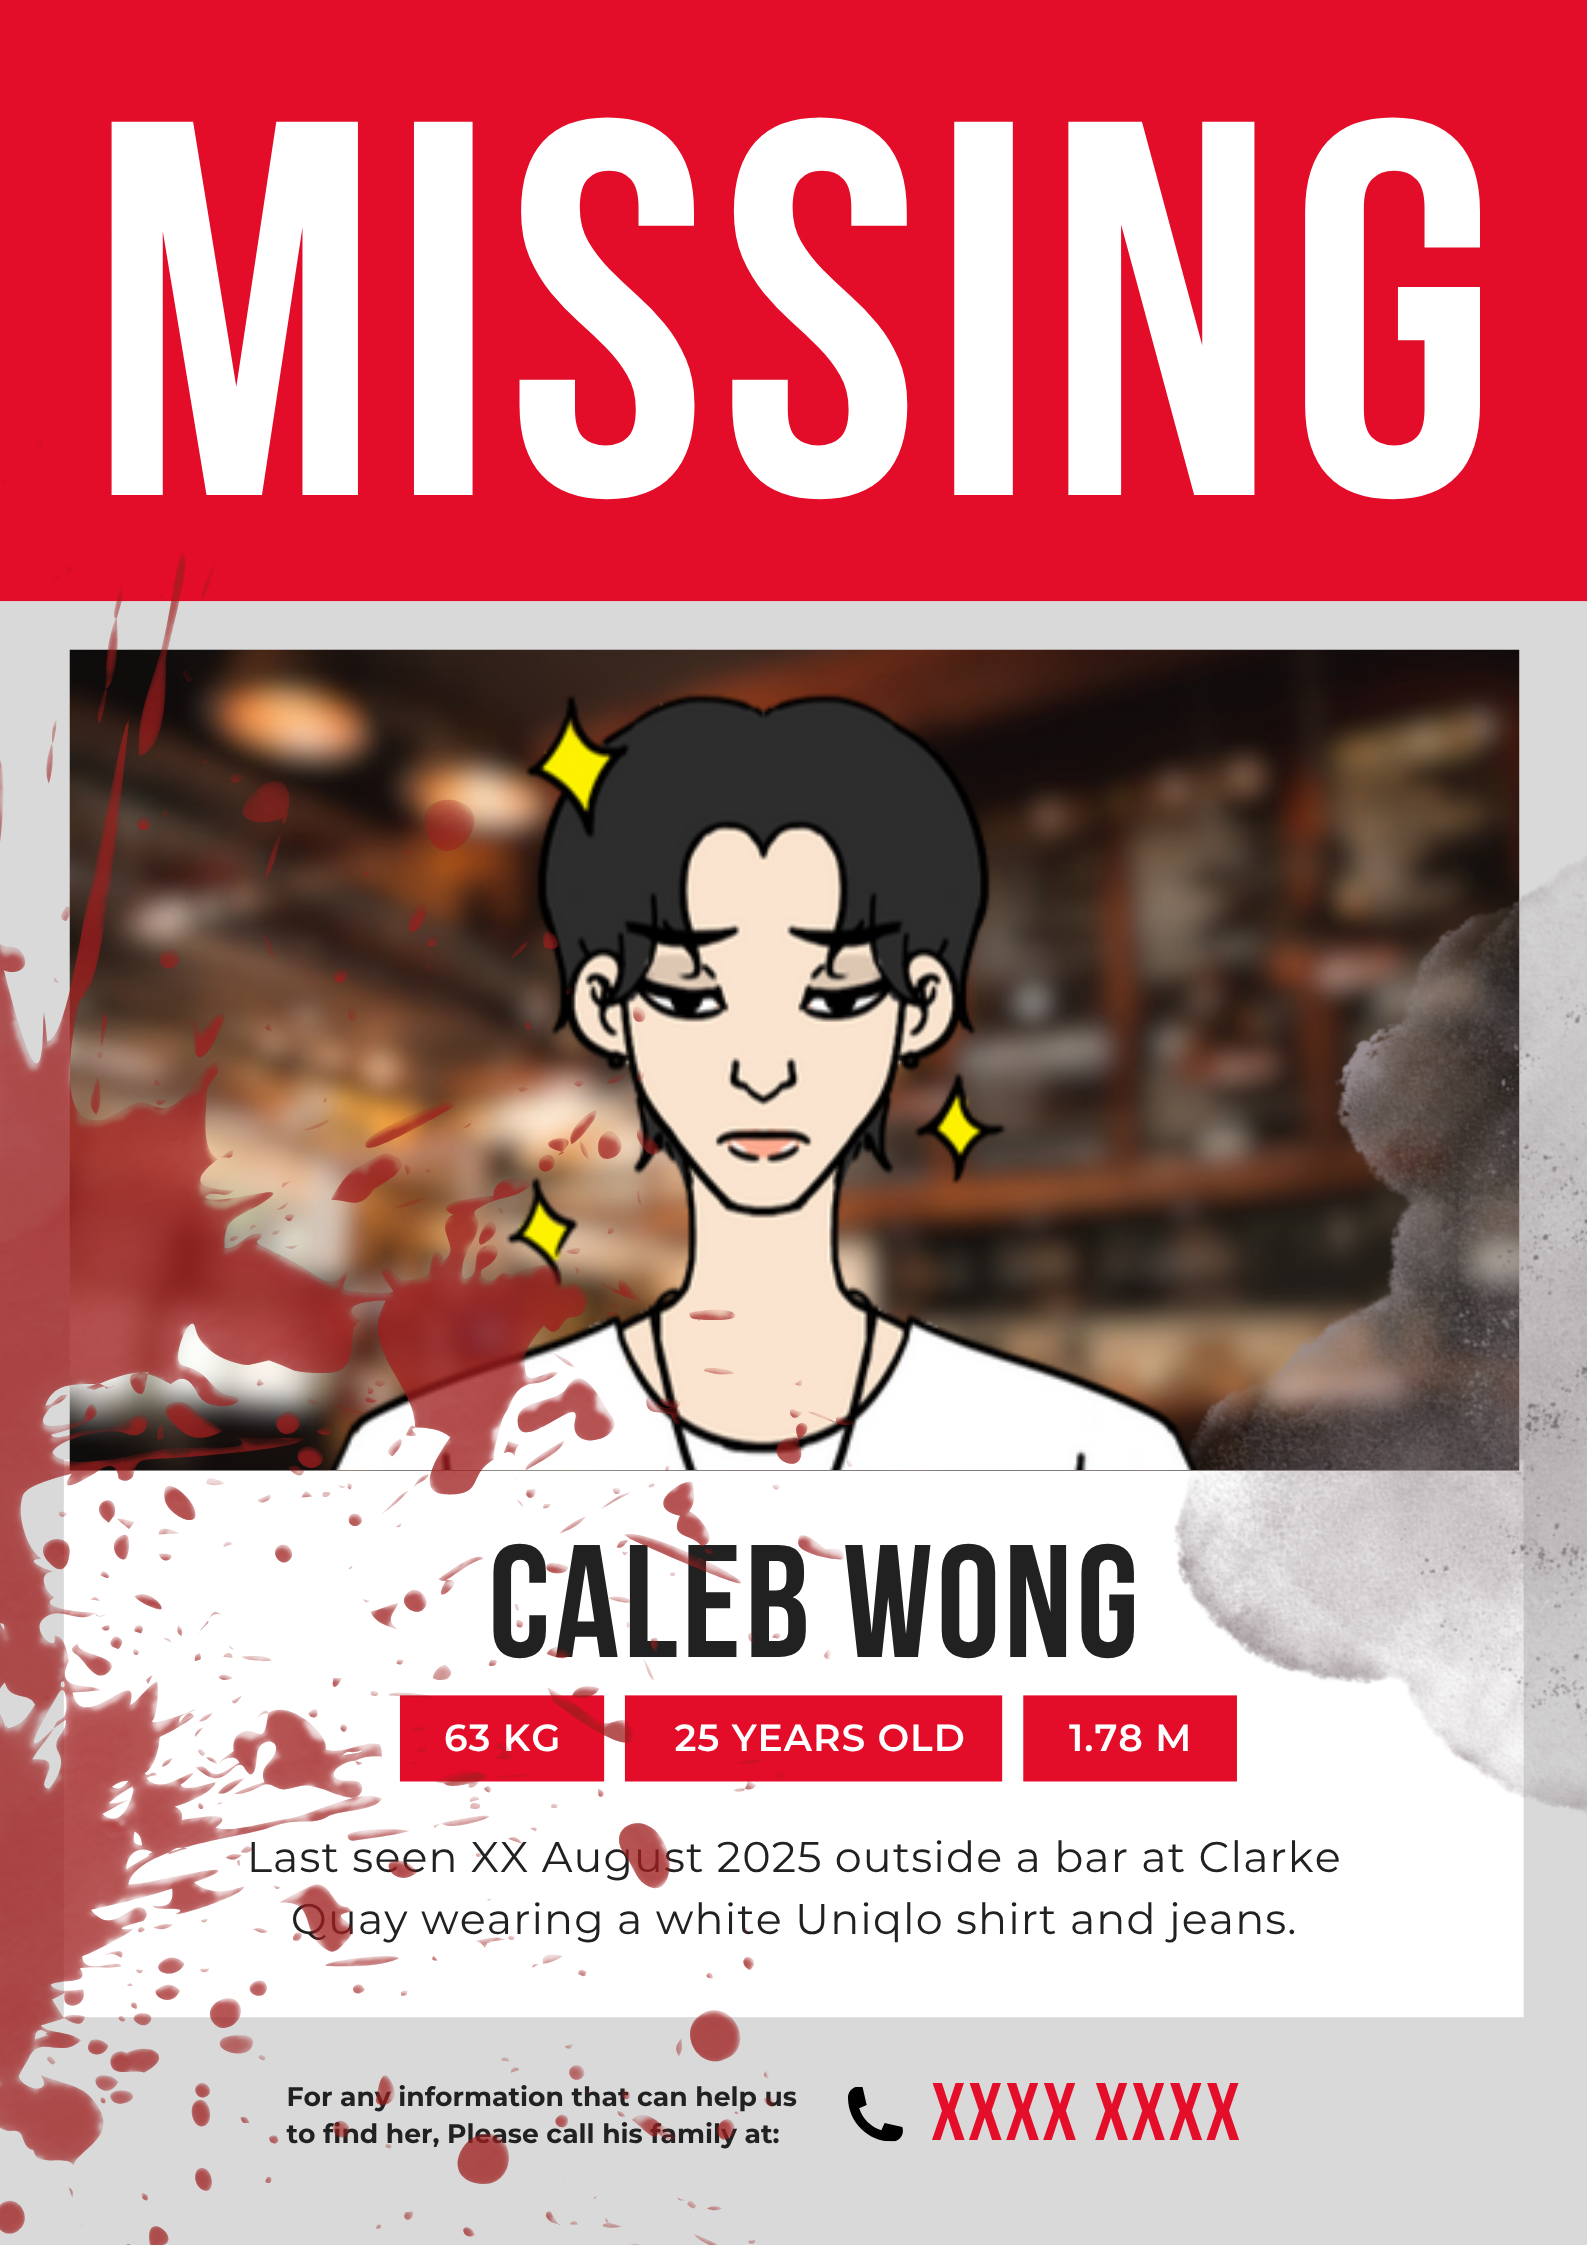 MISSING
CALEB WONG
63 KG
25 YEARS OLD
1.78 M
Last seen XX August 2025 outside a bar at Clarke
Quay wearing a white Uniqlo shirt and jeans.
For any information that can help us
to find her, Please call his family at:
XXXX XXXX